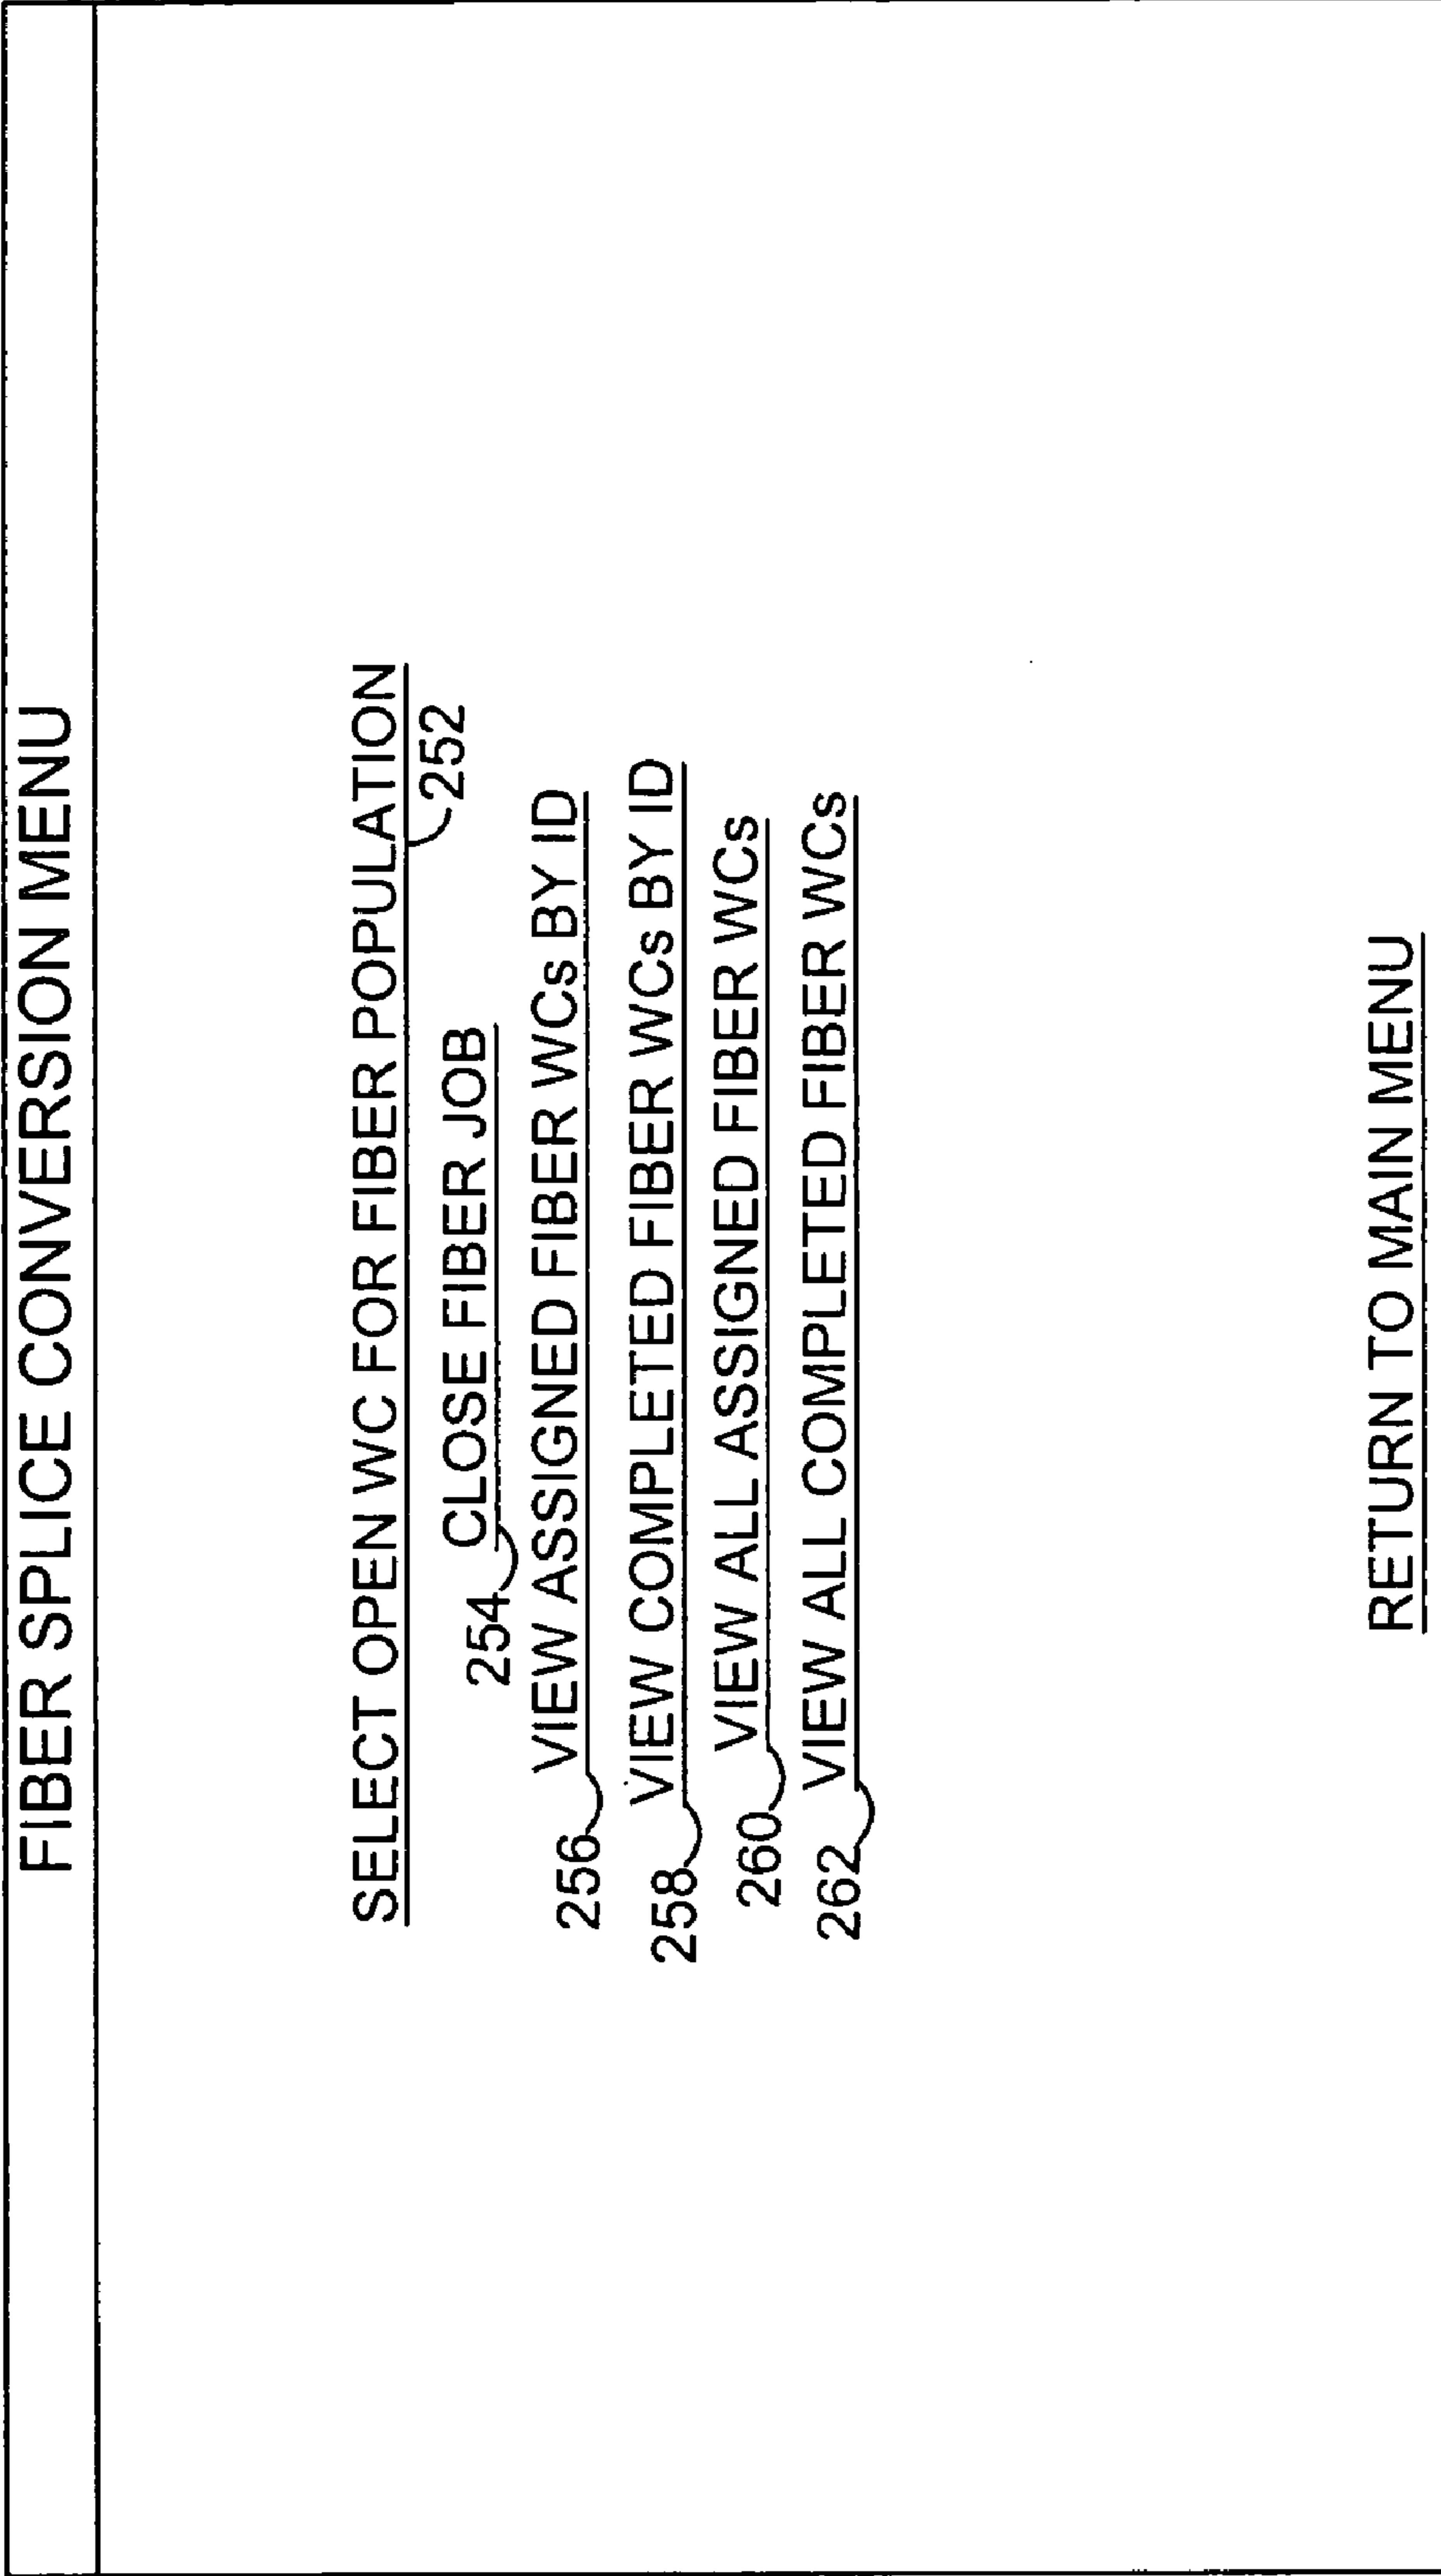 FIBER SPLICE CONVERSION MENU
SELECT OPEN WC FOR FIBER POPULATION
252
254 CLOSE FIBER JOB
256 VIEW ASSIGNED FIBER WCs BY ID
258 VIEW COMPLETED FIBER WCs BY ID
260 VIEW ALL ASSIGNED FIBER WCs
262 VIEW ALL COMPLETED FIBER WCs
RETURN TO MAIN MENU